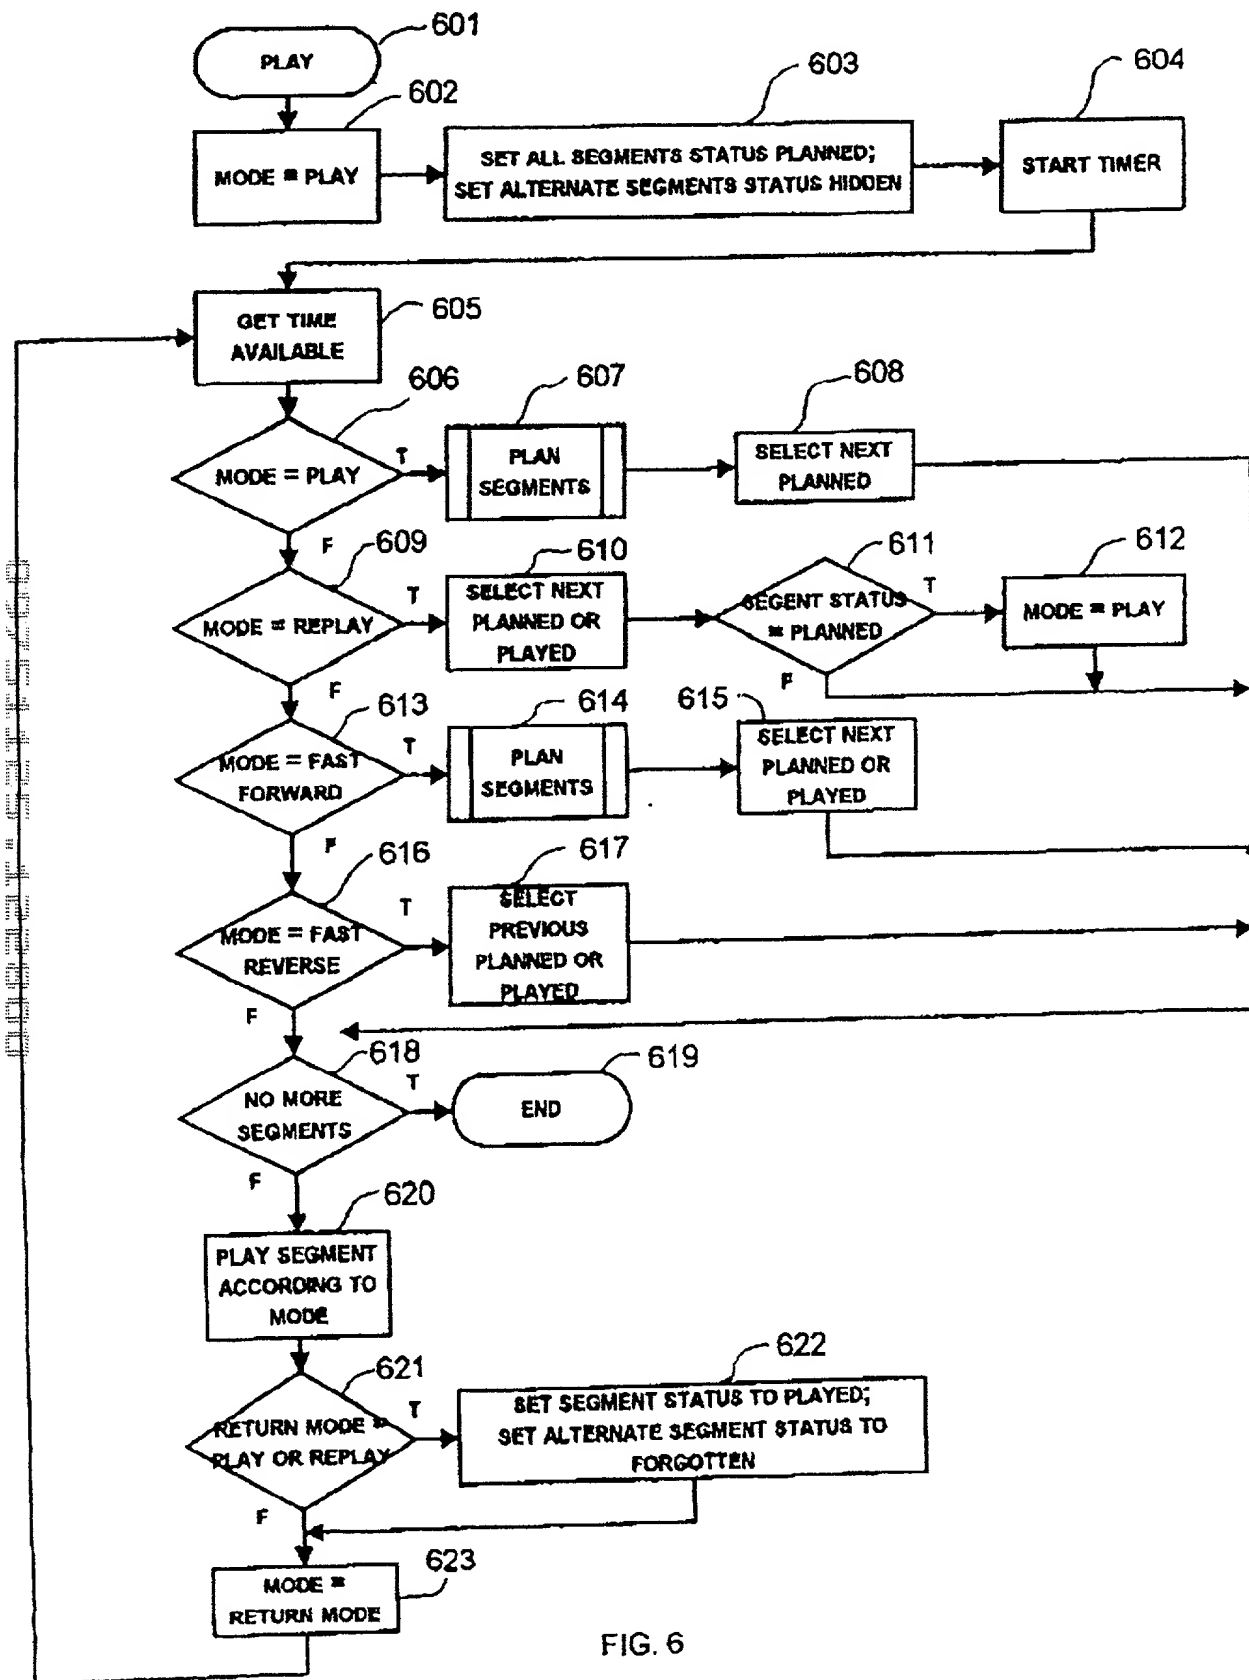 601
PLAY
602
603
604
MODE = PLAY
SET ALL SEGMENTS STATUS PLANNED;
SET ALTERNATE SEGMENTS STATUS HIDDEN
START TIMER
605
GET TIME
AVAILABLE
606
607
608
MODE = PLAY
T
PLAN
SEGMENTS
SELECT NEXT
PLANNED
F
609
610
611
612
MODE = REPLAY
T
SELECT NEXT
PLANNED OR
PLAYED
SEGENT STATUS
= PLANNED
T
MODE = PLAY
F
F
613
614
615
MODE = FAST
FORWARD
T
PLAN
SEGMENTS
SELECT NEXT
PLANNED OR
PLAYED
F
616
617
MODE = FAST
REVERSE
T
SELECT
PREVIOUS
PLANNED OR
PLAYED
F
618
619
NO MORE
SEGMENTS
T
END
F
620
PLAY SEGMENT
ACCORDING TO
MODE
621
622
RETURN MODE =
PLAY OR REPLAY
T
SET SEGMENT STATUS TO PLAYED;
SET ALTERNATE SEGMENT STATUS TO
FORGOTTEN
F
623
MODE =
RETURN MODE
FIG. 6